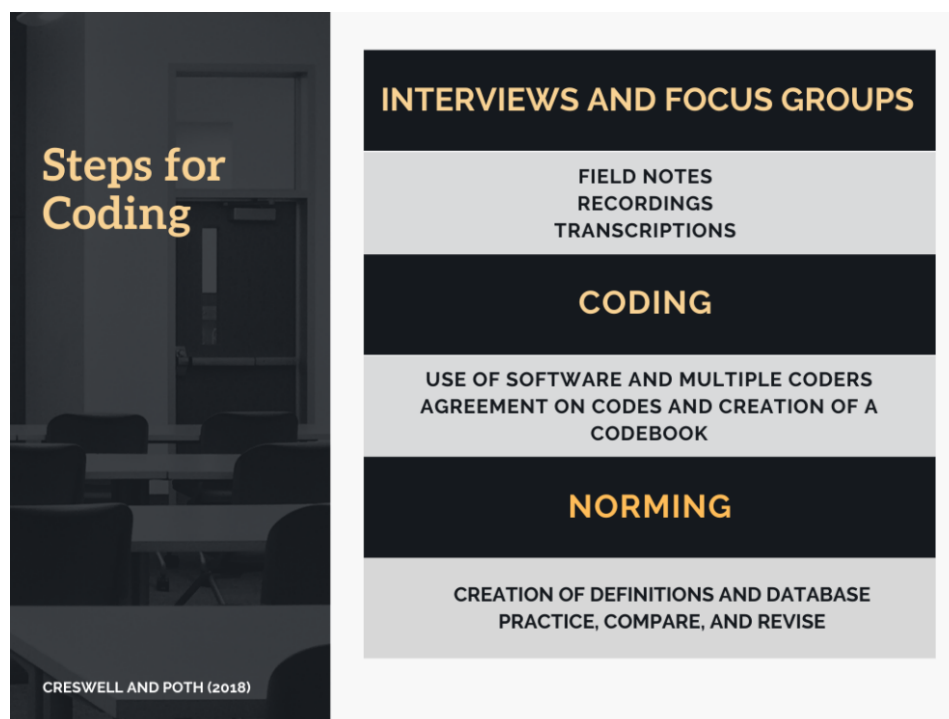 Steps for
Coding
CRESWELL AND POTH (2018)
INTERVIEWS AND FOCUS GROUPS
FIELD NOTES
RECORDINGS
TRANSCRIPTIONS
CODING
USE OF SOFTWARE AND MULTIPLE CODERS
AGREEMENT ON CODES AND CREATION OF A
CODEBOOK
NORMING
CREATION OF DEFINITIONS AND DATABASE
PRACTICE, COMPARE, AND REVISE